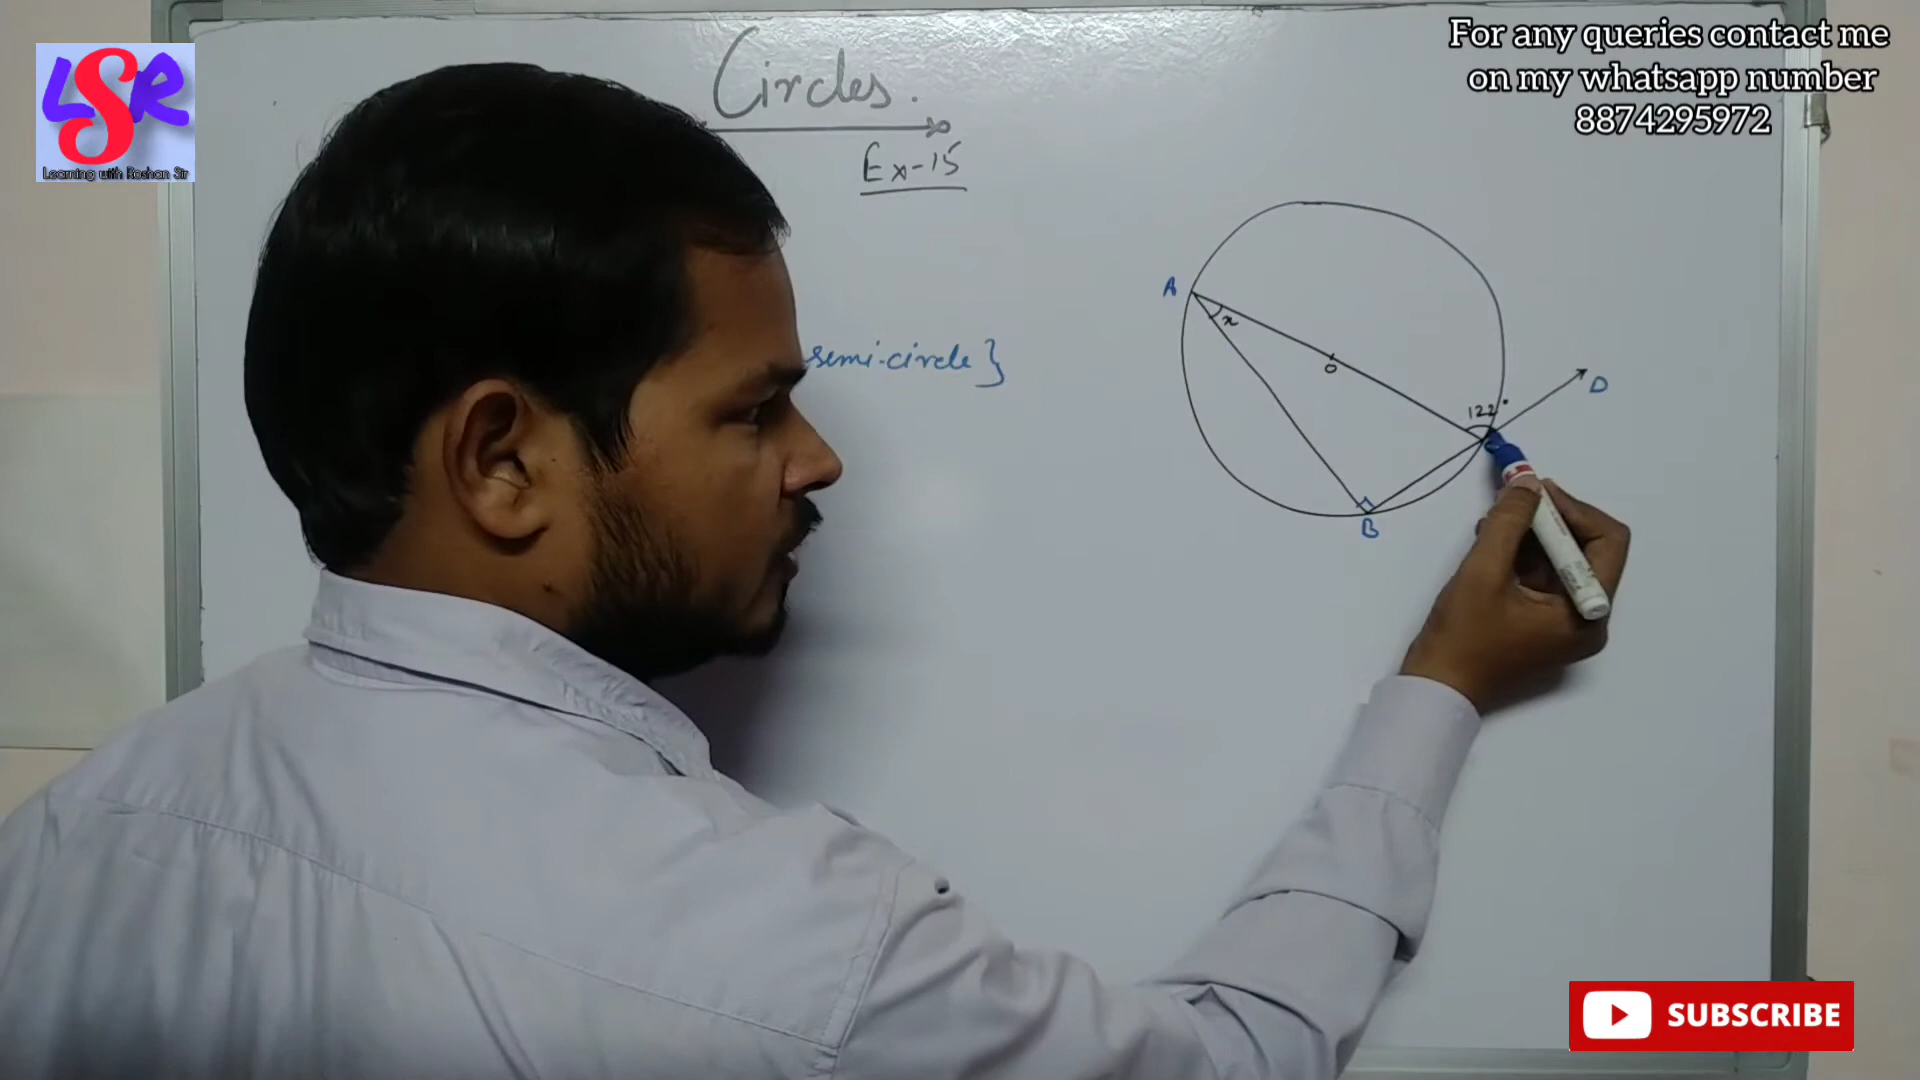 LSR
Learning with Roshan Sir
For any queries contact me
on my whatsapp number
8874295972
Circles.
Ex-15
semi-circle}
A
x
O
122°
D
B
SUBSCRIBE